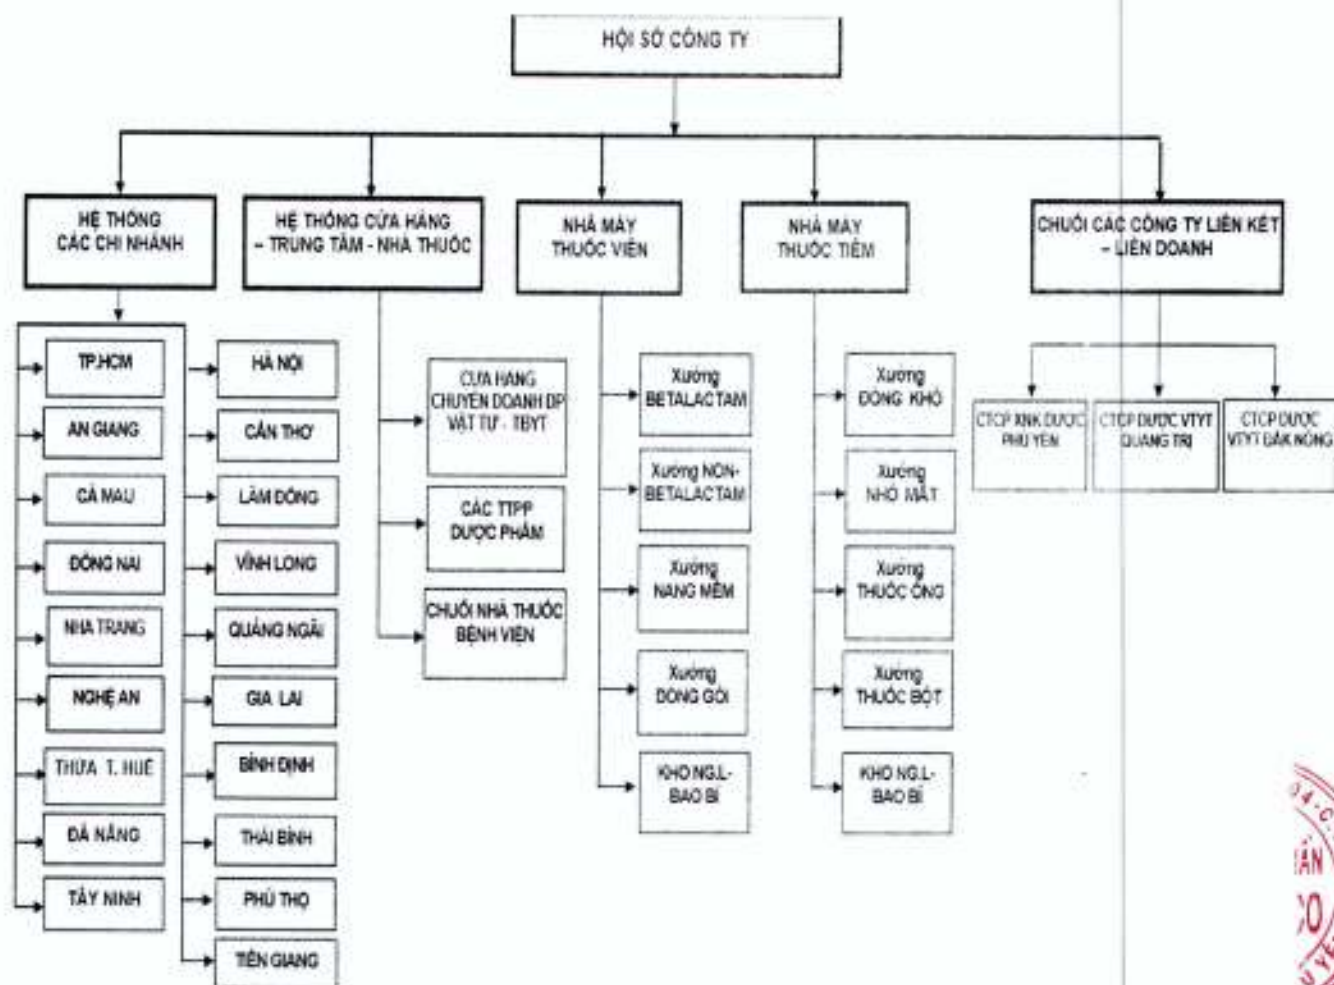 HỘI SỞ CÔNG TY
HỆ THỐNG
CÁC CHI NHÁNH
HỆ THỐNG CỬA HÀNG
– TRUNG TÂM - NHÀ THUỐC
NHÀ MÁY
THUỐC VIÊN
NHÀ MÁY
THUỐC TIÊM
CHUỖI CÁC CÔNG TY LIÊN KẾT
– LIÊN DOANH
TP.HCM
AN GIANG
CÀ MAU
ĐỒNG NAI
NHA TRANG
NGHỆ AN
THỪA T. HUẾ
ĐÀ NẴNG
TÂY NINH
HÀ NỘI
CẦN THƠ
LÂM ĐỒNG
VĨNH LONG
QUẢNG NGÃI
GIA LAI
BÌNH ĐỊNH
THÁI BÌNH
PHÚ THỌ
TIỀN GIANG
CỬA HÀNG
CHUYÊN DOANH DP
VẬT TƯ - TBYT
CÁC TTPP
DƯỢC PHẨM
CHUỖI NHÀ THUỐC
BỆNH VIỆN
Xưởng
BETALACTAM
Xưởng NON-
BETALACTAM
Xưởng
NANG MỀM
Xưởng
ĐÓNG GÓI
KHO NG.L-
BAO BÌ
Xưởng
ĐÔNG KHÔ
Xưởng
NHỎ MẮT
Xưởng
THUỐC ỐNG
Xưởng
THUỐC BỘT
KHO NG.L-
BAO BÌ
CTCP XNK DƯỢC
PHÚ YÊN
CTCP DƯỢC VTYT
QUẢNG TRỊ
CTCP DƯỢC
VTYT ĐĂK NÔNG